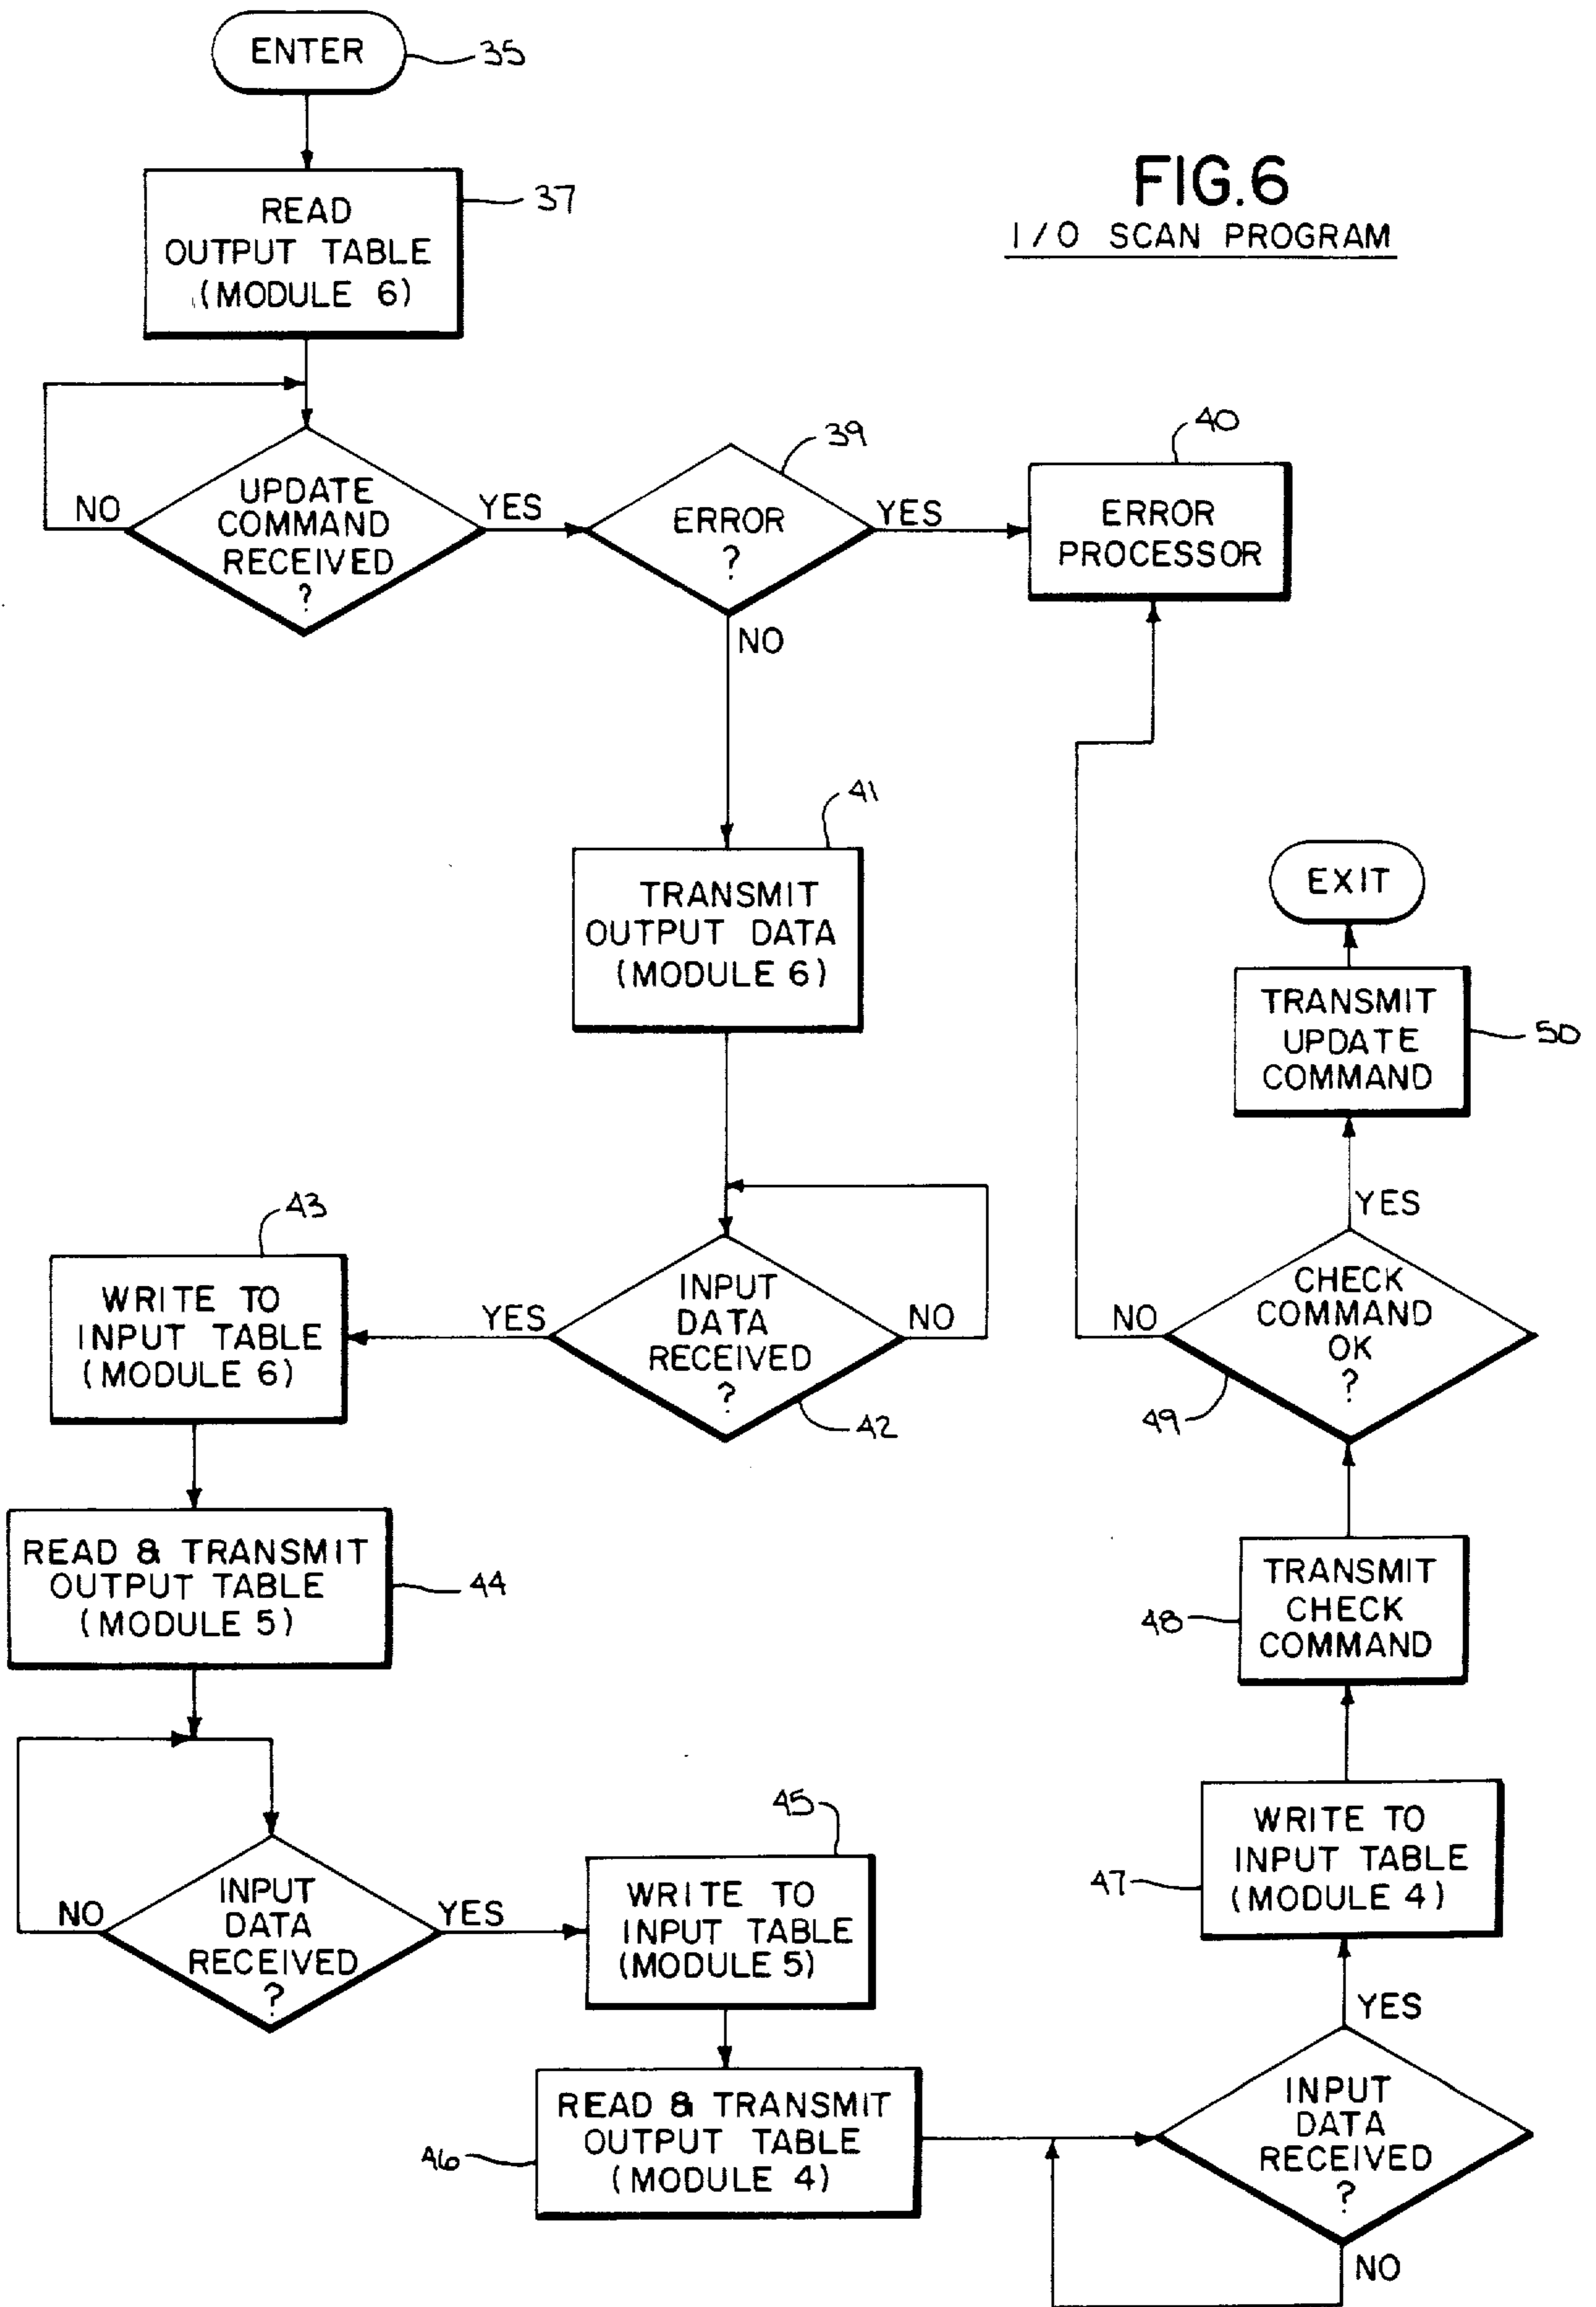 ENTER
35
FIG.6
I/O SCAN PROGRAM
READ
OUTPUT TABLE
(MODULE 6)
37
UPDATE
COMMAND
RECEIVED
?
NO
YES
ERROR
?
39
YES
NO
40
ERROR
PROCESSOR
41
TRANSMIT
OUTPUT DATA
(MODULE 6)
EXIT
TRANSMIT
UPDATE
COMMAND
50
YES
43
WRITE TO
INPUT TABLE
(MODULE 6)
YES
INPUT
DATA
RECEIVED
?
NO
42
NO
CHECK
COMMAND
OK
?
49
READ & TRANSMIT
OUTPUT TABLE
(MODULE 5)
44
TRANSMIT
CHECK
COMMAND
48
INPUT
DATA
RECEIVED
?
NO
YES
45
WRITE TO
INPUT TABLE
(MODULE 5)
WRITE TO
INPUT TABLE
(MODULE 4)
47
YES
READ & TRANSMIT
OUTPUT TABLE
(MODULE 4)
46
INPUT
DATA
RECEIVED
?
NO